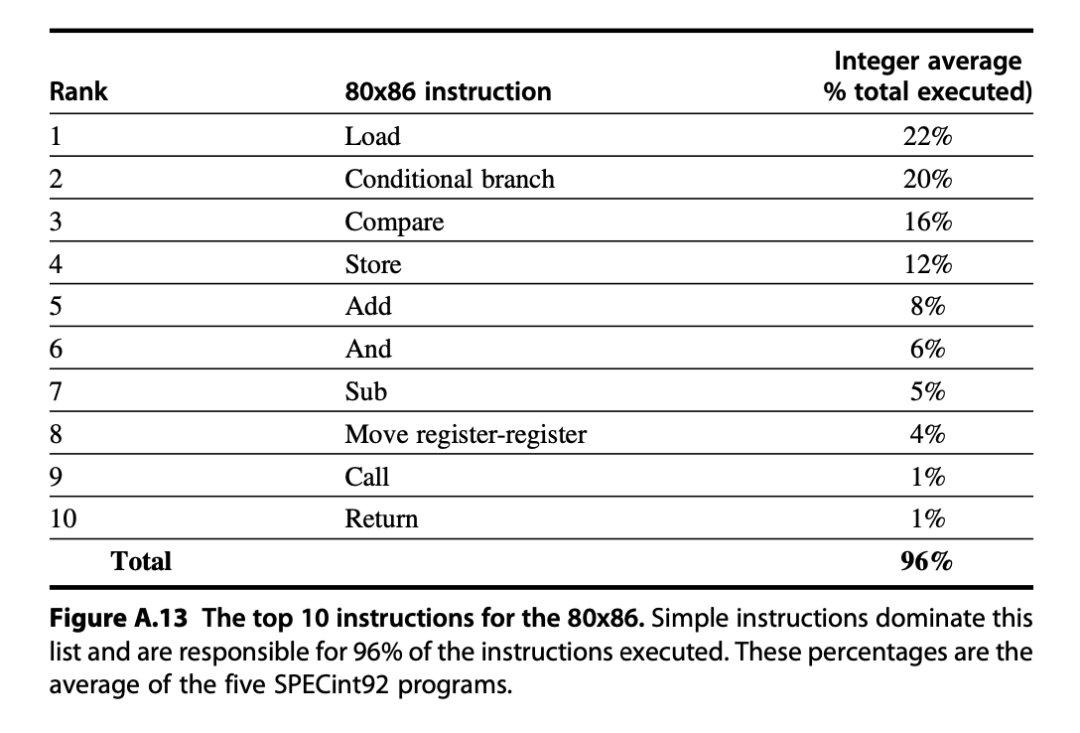 Rank 80x86 instruction Integer average % total executed)
1 Load 22%
2 Conditional branch 20%
3 Compare 16%
4 Store 12%
5 Add 8%
6 And 6%
7 Sub 5%
8 Move register-register 4%
9 Call 1%
10 Return 1%
Total 96%
Figure A.13 The top 10 instructions for the 80x86. Simple instructions dominate this
list and are responsible for 96% of the instructions executed. These percentages are the
average of the five SPECint92 programs.